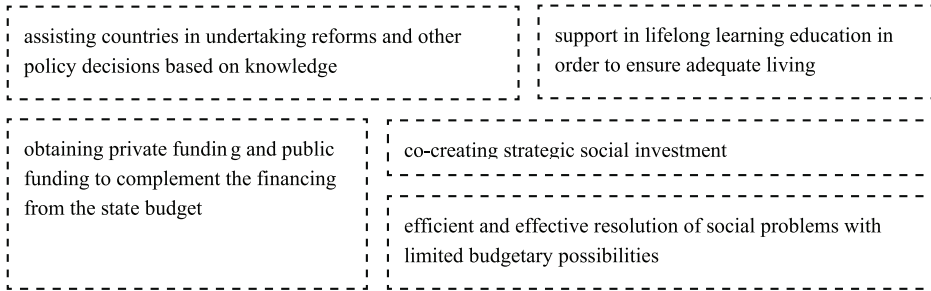 assisting countries in undertaking reforms and other
policy decisions based on knowledge
support in lifelong learning education in
order to ensure adequate living
obtaining private funding and public
funding to complement the financing
from the state budget
co-creating strategic social investment
efficient and effective resolution of social problems with
limited budgetary possibilities